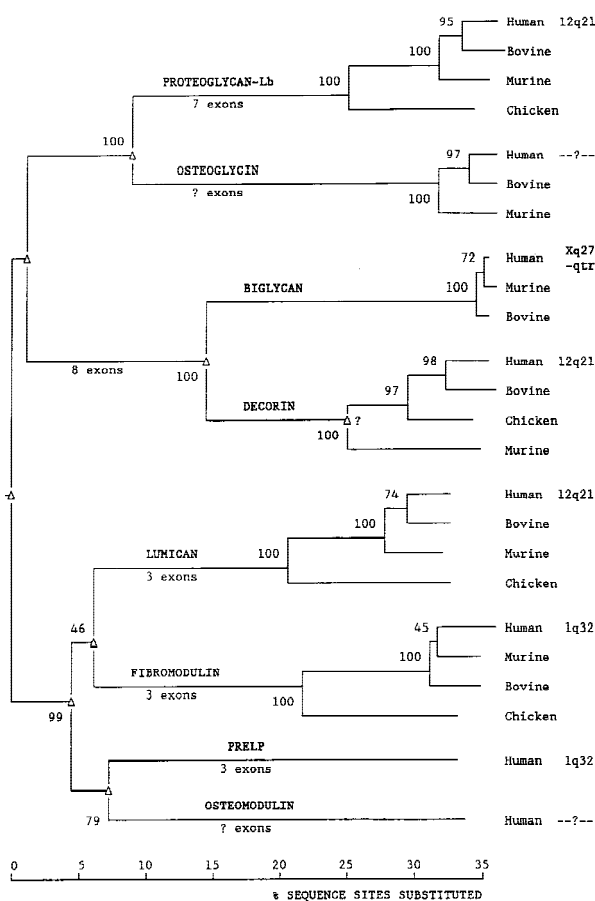 95 Human 12q21
Bovine
100
PROTEOGLYCAN-Lb 100 Murine
7 exons
Chicken
100
97 Human --?--
OSTEOGLYCIN
? exons Bovine
100
Murine
72 Human Xq27
-qtr
BIGLYCAN 100 Murine
Bovine
98 Human 12q21
8 exons
100
97 Bovine
DECORIN
? Chicken
100
Murine
74 Human 12q21
100 Bovine
LUMICAN 100 Murine
3 exons
Chicken
46 45 Human 1q32
100 Murine
FIBROMODULIN
3 exons Bovine
100
99 Chicken
PRELP
3 exons Human 1q32
OSTEOMODULIN
79 ? exons Human --?--
0 5 10 15 20 25 30 35
% SEQUENCE SITES SUBSTITUTED